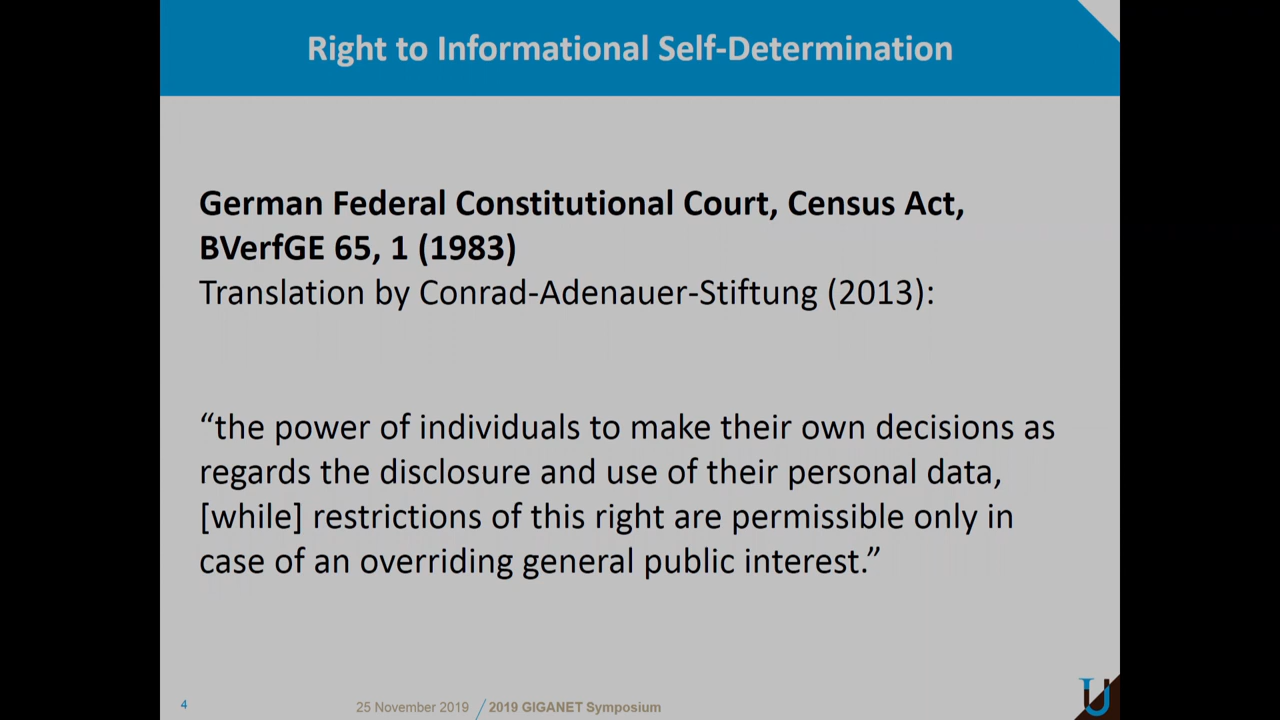 Right to Informational Self-Determination
German Federal Constitutional Court, Census Act,
BVerfGE 65, 1 (1983)
Translation by Conrad-Adenauer-Stiftung (2013):
“the power of individuals to make their own decisions as
regards the disclosure and use of their personal data,
[while] restrictions of this right are permissible only in
case of an overriding general public interest.”
4
25 November 2019 / 2019 GIGANET Symposium
U